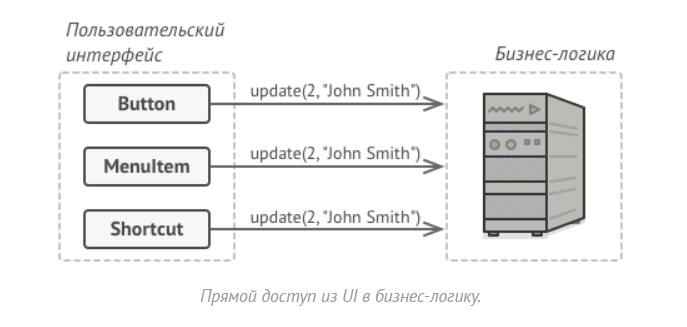 Пользовательский
интерфейс
Бизнес-логика
Button
update(2, "John Smith")
MenuItem
update(2, "John Smith")
Shortcut
update(2, "John Smith")
Прямой доступ из UI в бизнес-логику.